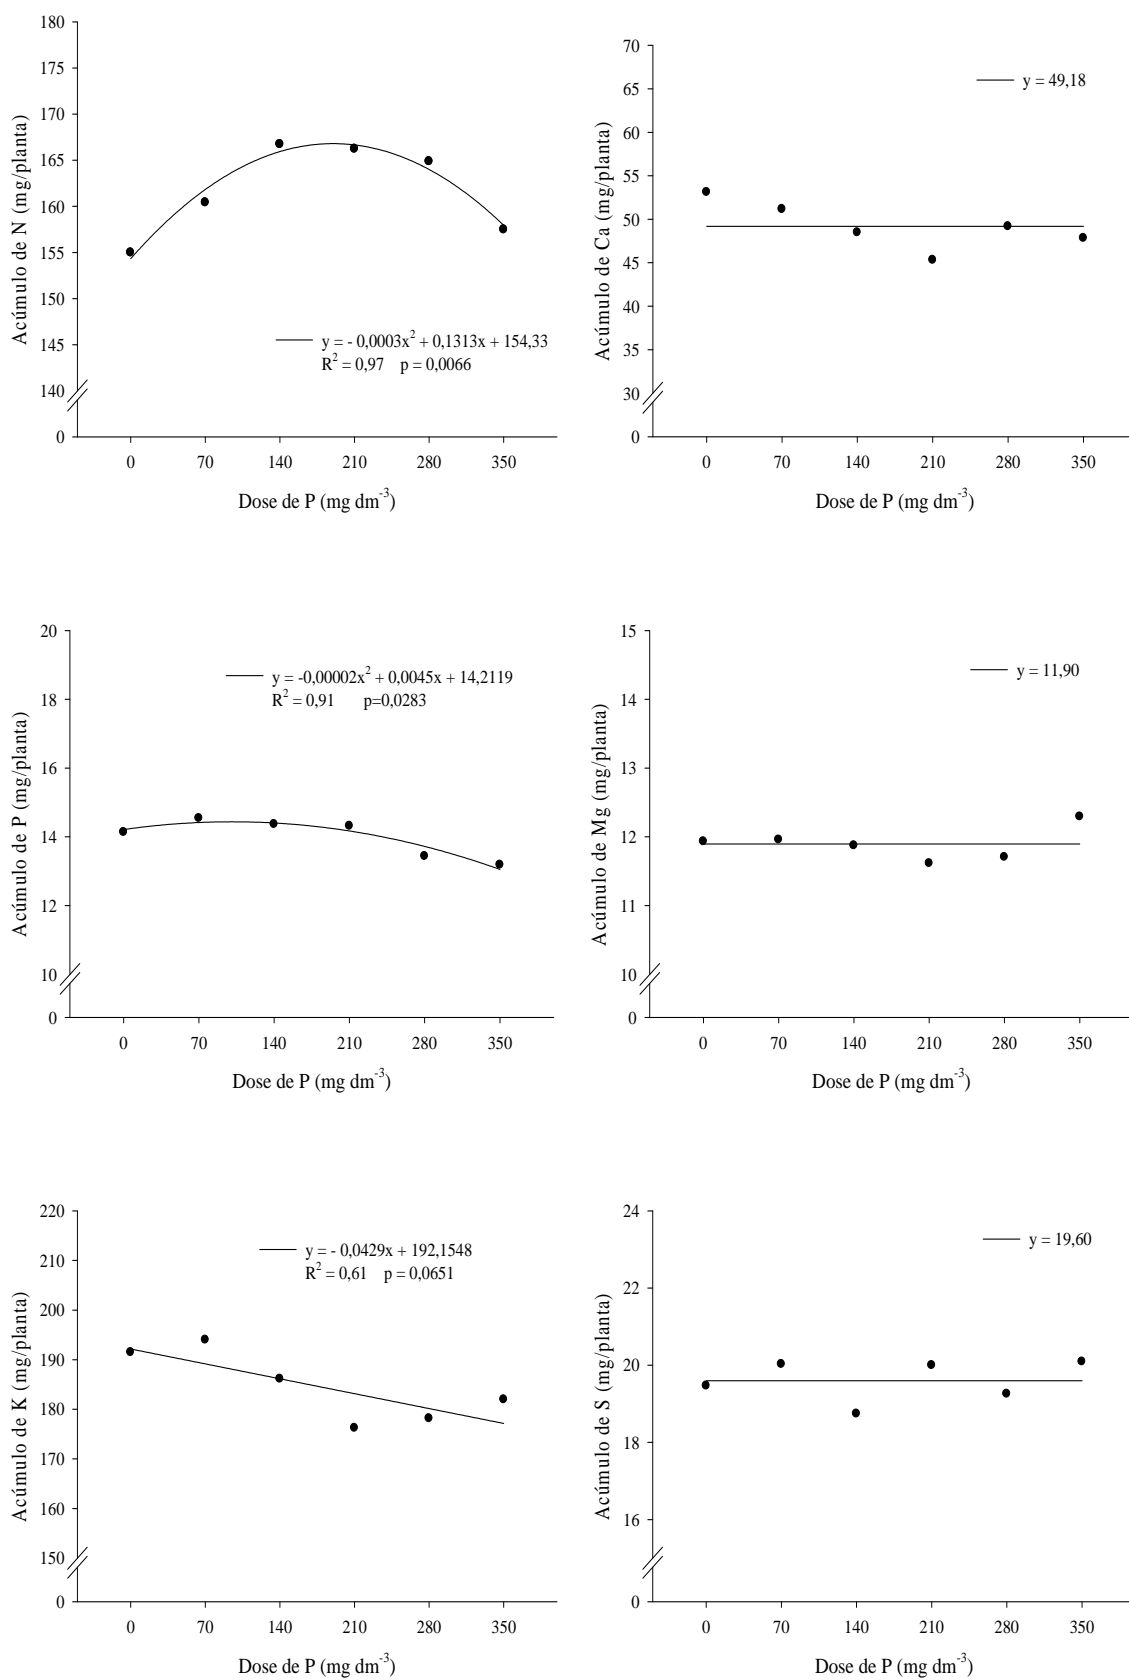 180
175
170
165
160
155
150
145
140
0
Acúmulo de N (mg/planta)
y = - 0,0003x² + 0,1313x + 154,33
R² = 0,97 p = 0,0066
0 70 140 210 280 350
Dose de P (mg dm⁻³)
70
65
60
55
50
45
40
35
30
0
Acúmulo de Ca (mg/planta)
y = 49,18
0 70 140 210 280 350
Dose de P (mg dm⁻³)
20
18
16
14
12
10
0
Acúmulo de P (mg/planta)
y = -0,00002x² + 0,0045x + 14,2119
R² = 0,91 p=0,0283
0 70 140 210 280 350
Dose de P (mg dm⁻³)
15
14
13
12
11
10
0
Acúmulo de Mg (mg/planta)
y = 11,90
0 70 140 210 280 350
Dose de P (mg dm⁻³)
220
210
200
190
180
170
160
150
0
Acúmulo de K (mg/planta)
y = - 0,0429x + 192,1548
R² = 0,61 p = 0,0651
0 70 140 210 280 350
Dose de P (mg dm⁻³)
24
22
20
18
16
0
Acúmulo de S (mg/planta)
y = 19,60
0 70 140 210 280 350
Dose de P (mg dm⁻³)